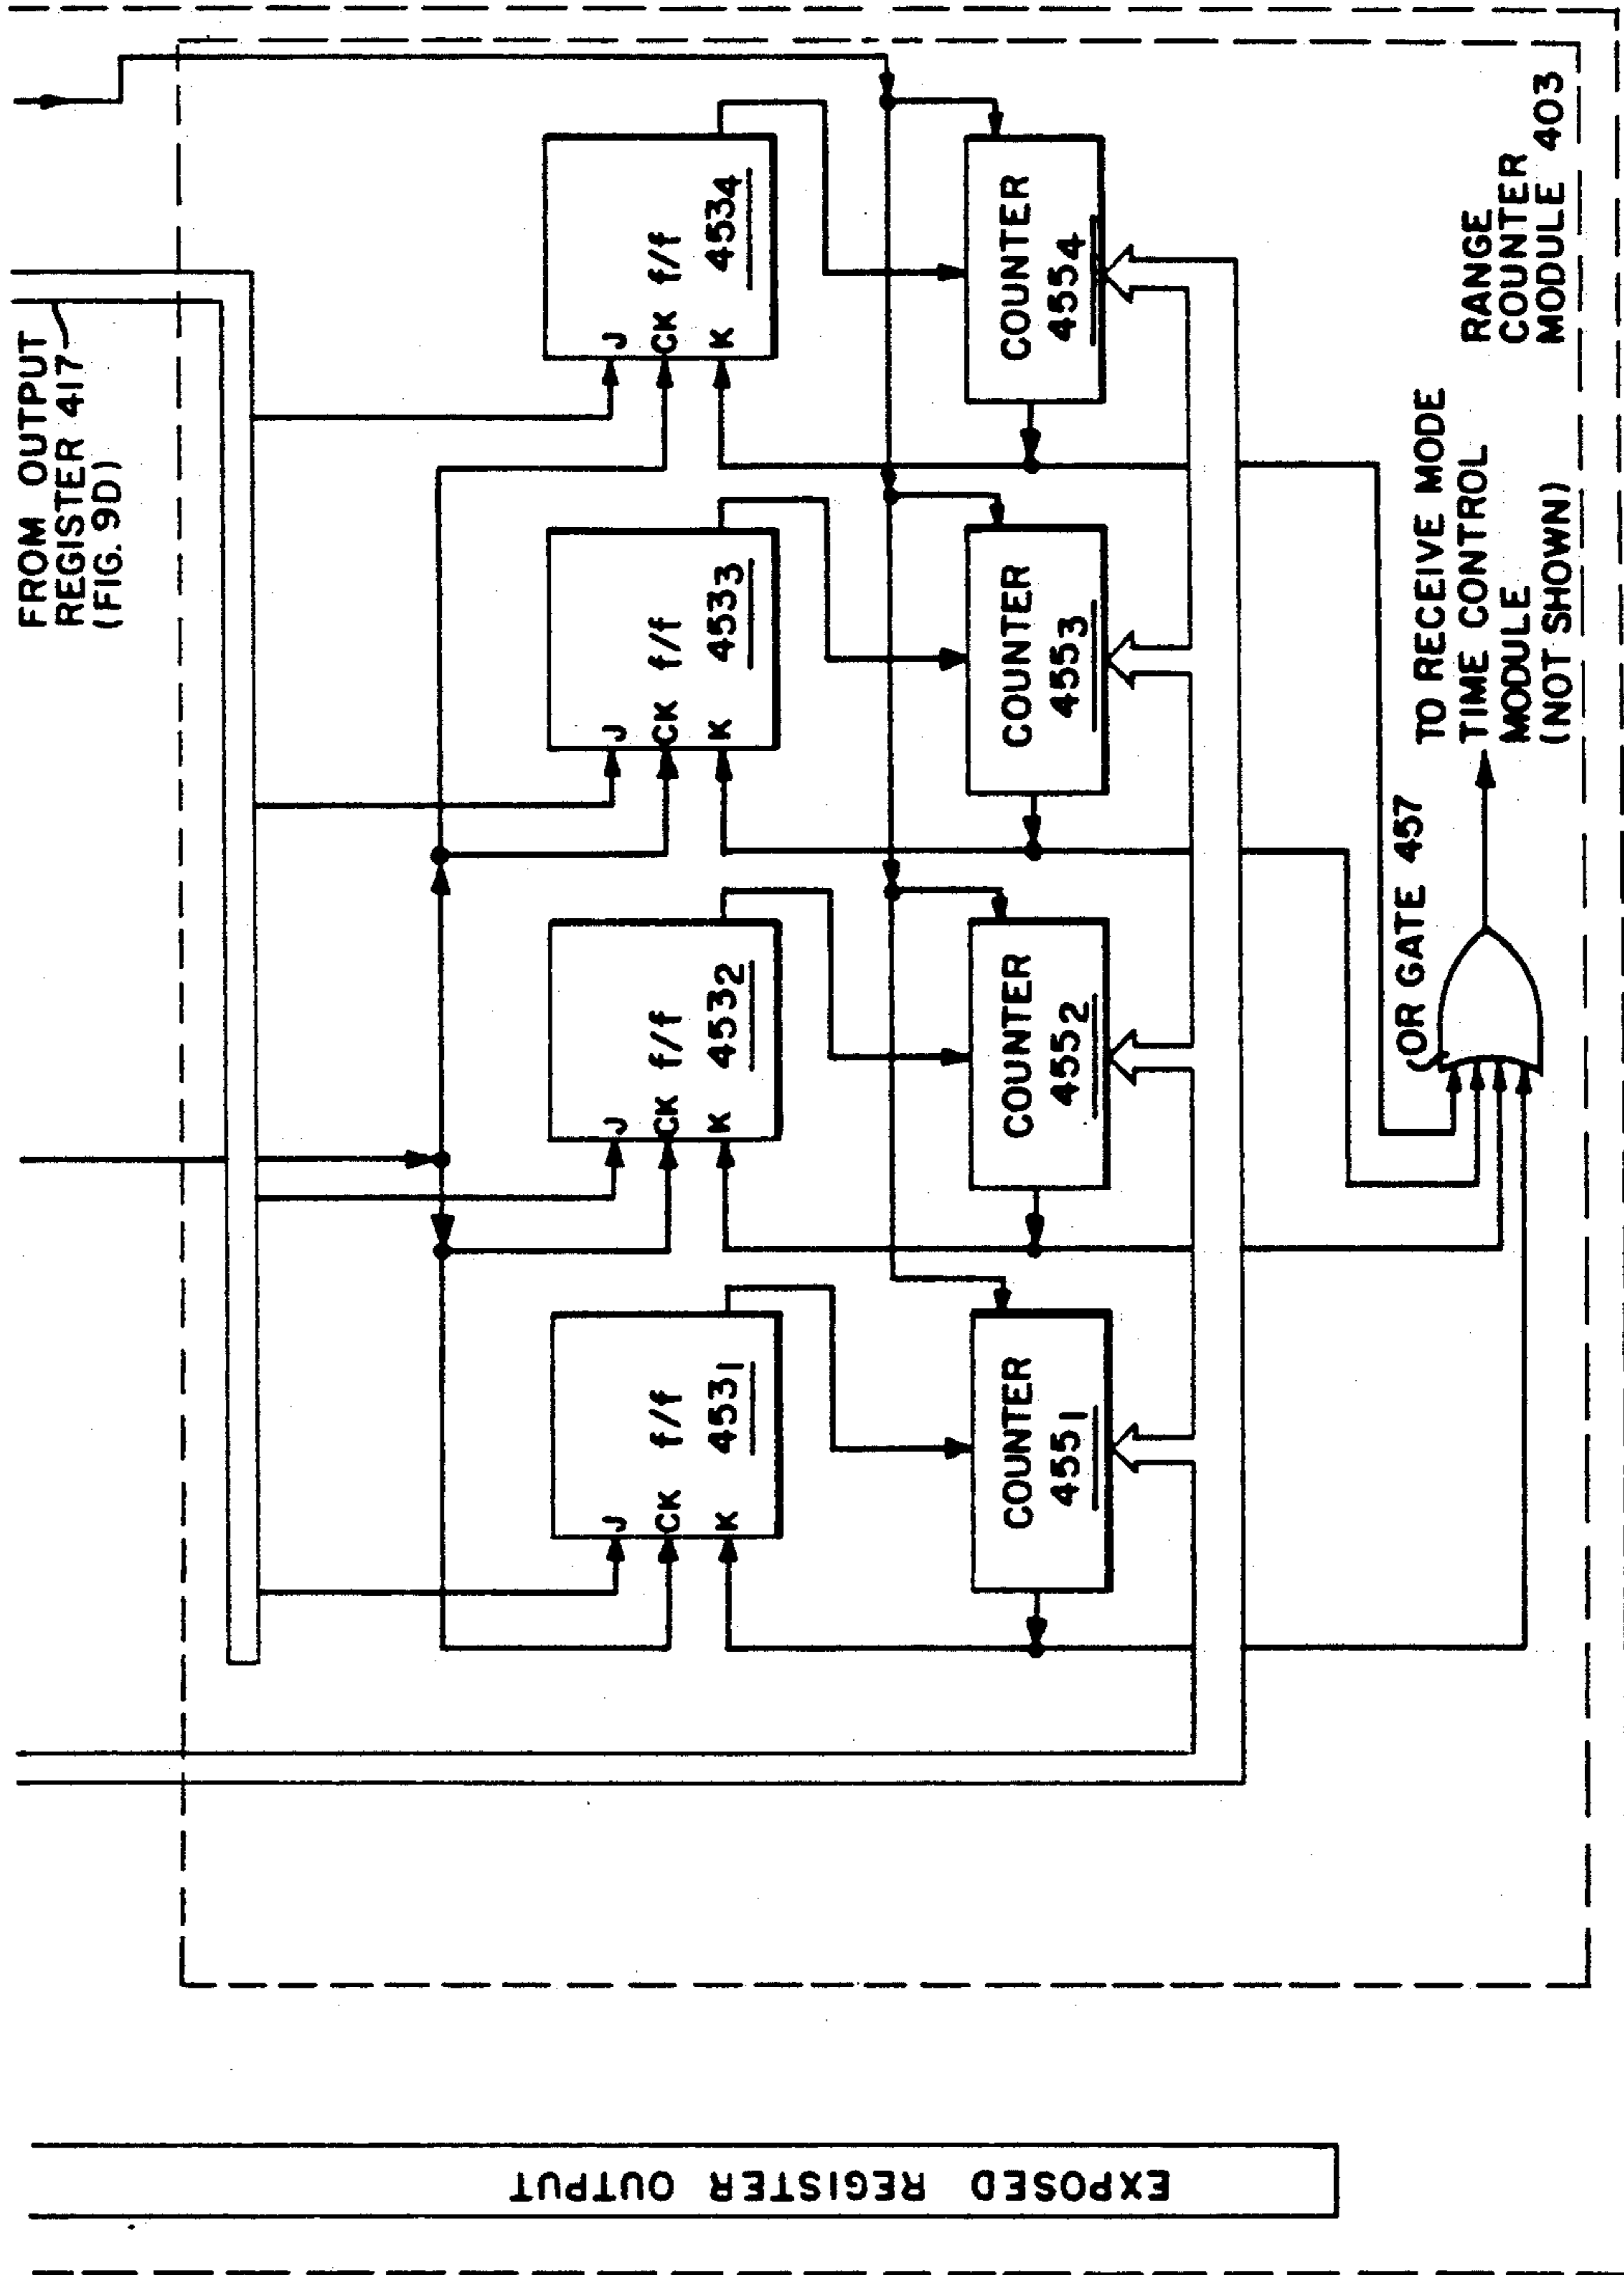 FROM OUTPUT
REGISTER 417
(FIG. 9D)
J
CK f/f
K 453₁
J
CK f/f
K 453₂
J
CK f/f
K 453₃
J
CK f/f
K 453₄
COUNTER
455₁
COUNTER
455₂
COUNTER
455₃
COUNTER
455₄
OR GATE 457
TO RECEIVE MODE
TIME CONTROL
MODULE
(NOT SHOWN)
RANGE
COUNTER
MODULE 403
EXPOSED REGISTER OUTPUT